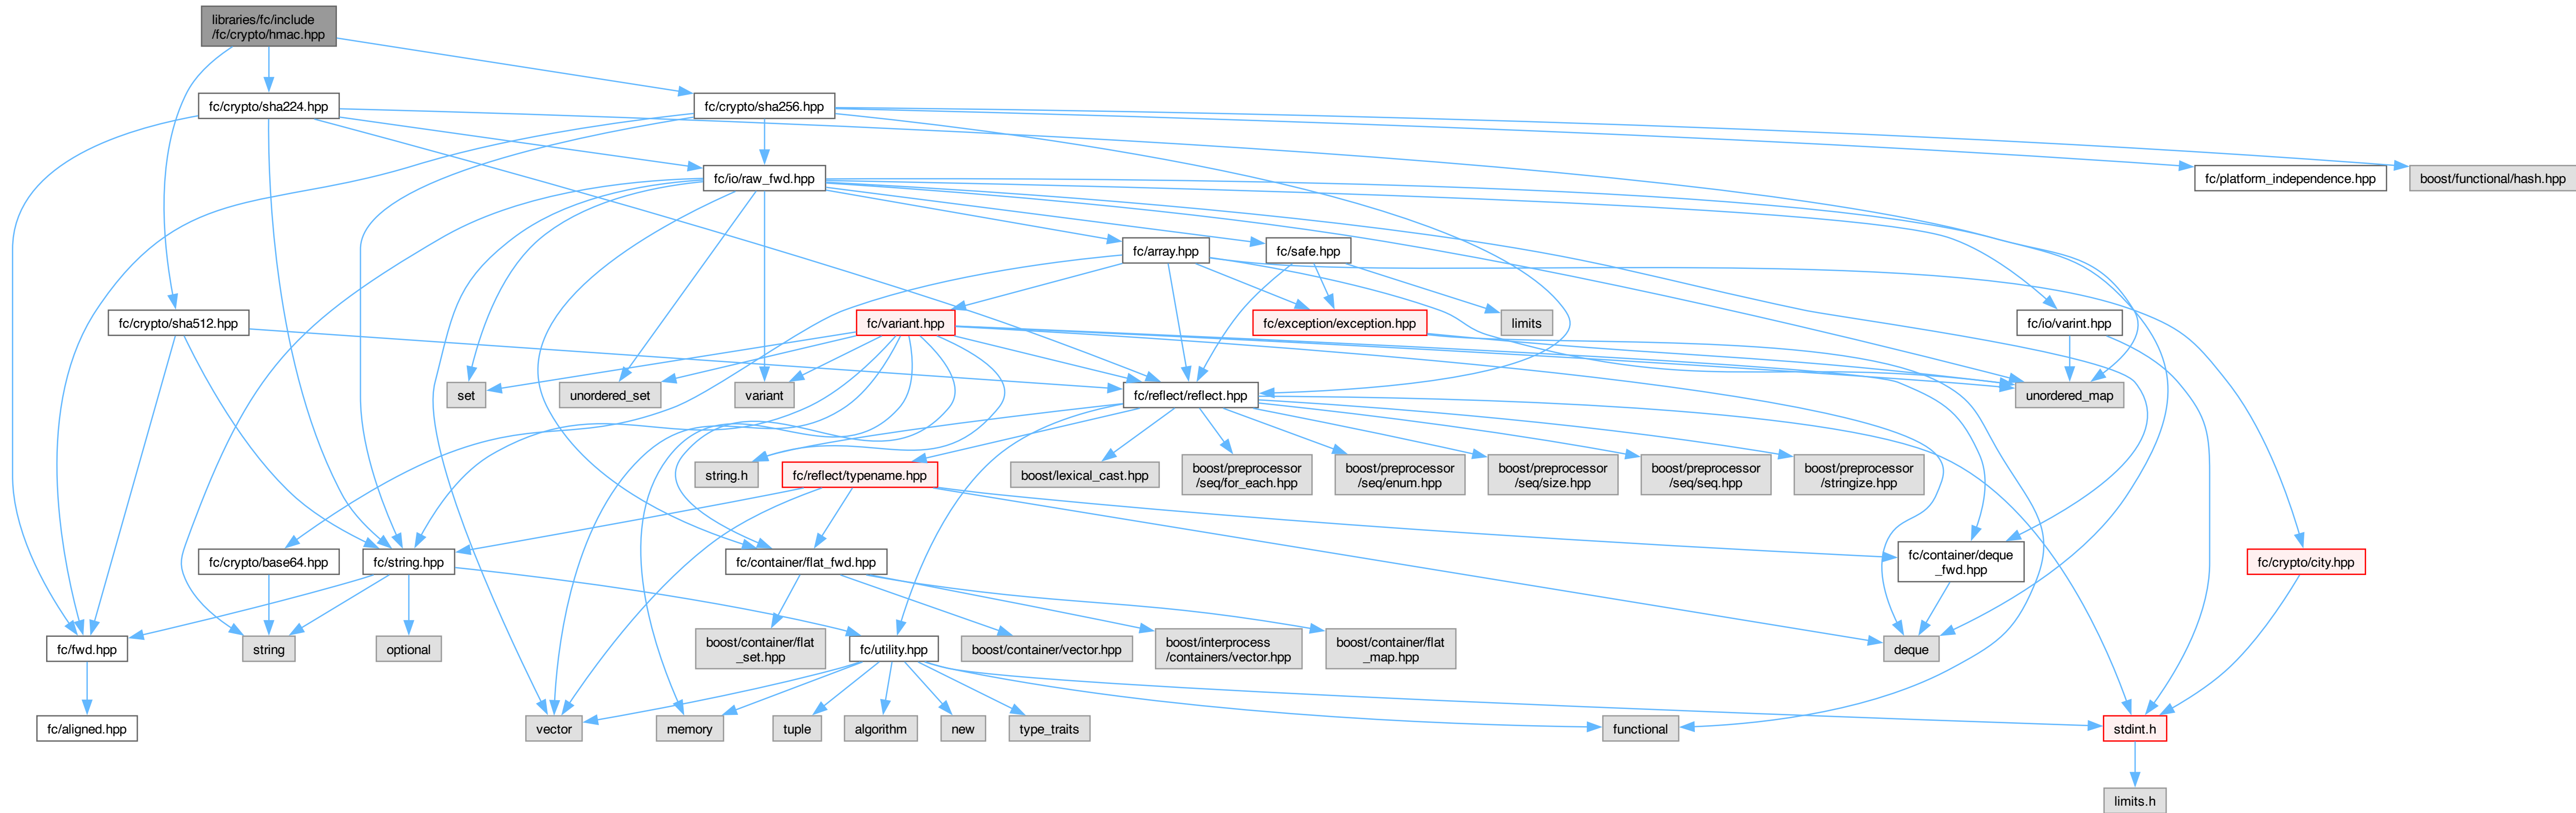 libraries/fc/include
/fc/crypto/hmac.hpp
fc/crypto/sha224.hpp
fc/crypto/sha256.hpp
fc/io/raw_fwd.hpp
fc/platform_independence.hpp
boost/functional/hash.hpp
fc/array.hpp
fc/safe.hpp
fc/crypto/sha512.hpp
fc/variant.hpp
fc/exception/exception.hpp
limits
fc/io/varint.hpp
set
unordered_set
variant
fc/reflect/reflect.hpp
unordered_map
string.h
fc/reflect/typename.hpp
boost/lexical_cast.hpp
boost/preprocessor
/seq/for_each.hpp
boost/preprocessor
/seq/enum.hpp
boost/preprocessor
/seq/size.hpp
boost/preprocessor
/seq/seq.hpp
boost/preprocessor
/stringize.hpp
fc/crypto/base64.hpp
fc/string.hpp
fc/container/flat_fwd.hpp
fc/container/deque
_fwd.hpp
fc/crypto/city.hpp
fc/fwd.hpp
string
optional
boost/container/flat
_set.hpp
fc/utility.hpp
boost/container/vector.hpp
boost/interprocess
/containers/vector.hpp
boost/container/flat
_map.hpp
deque
fc/aligned.hpp
vector
memory
tuple
algorithm
new
type_traits
functional
stdint.h
limits.h